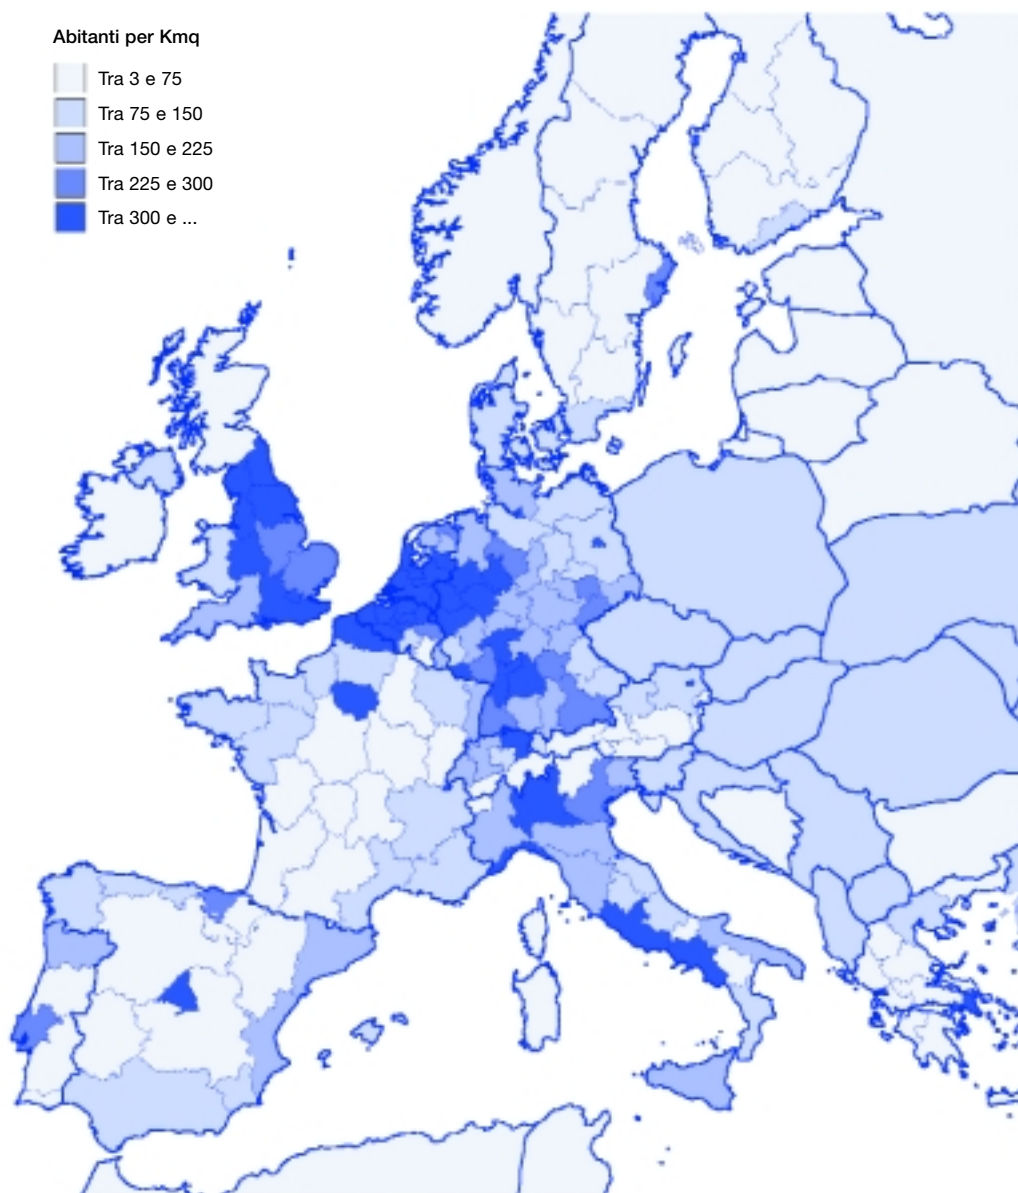 Abitanti per Kmq
Tra 3 e 75
Tra 75 e 150
Tra 150 e 225
Tra 225 e 300
Tra 300 e ...